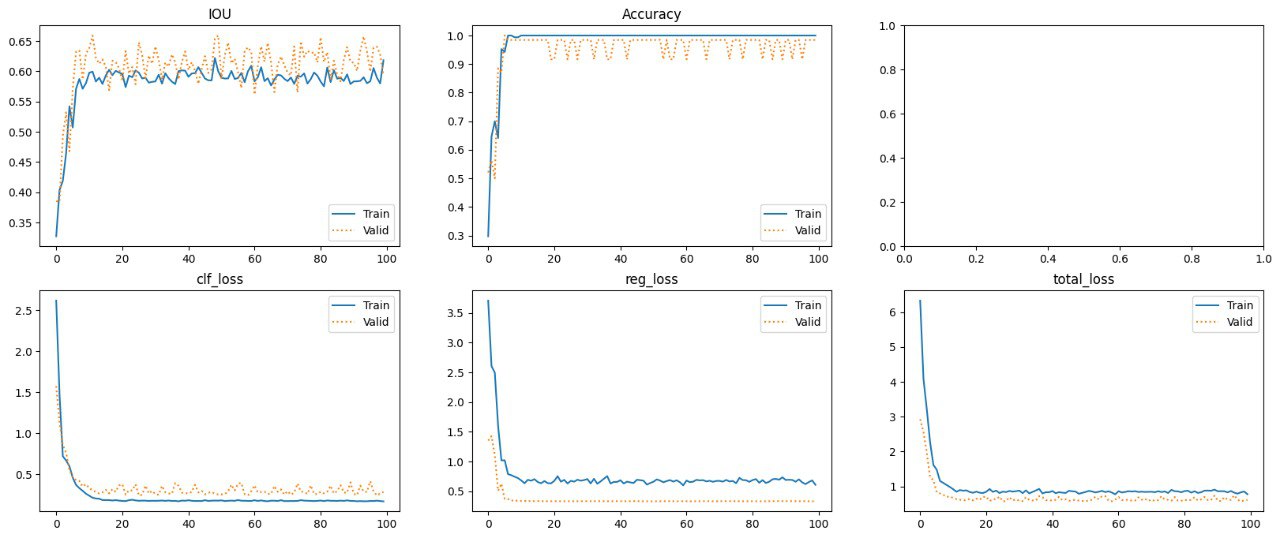 IOU
0.65
0.60
0.55
0.50
0.45
0.40
0.35
0 20 40 60 80 100
Train
Valid
Accuracy
1.0
0.9
0.8
0.7
0.6
0.5
0.4
0.3
0 20 40 60 80 100
Train
Valid
1.0
0.8
0.6
0.4
0.2
0.0
0.0 0.2 0.4 0.6 0.8 1.0
clf_loss
2.5
2.0
1.5
1.0
0.5
0 20 40 60 80 100
Train
Valid
reg_loss
3.5
3.0
2.5
2.0
1.5
1.0
0.5
0 20 40 60 80 100
Train
Valid
total_loss
6
5
4
3
2
1
0 20 40 60 80 100
Train
Valid